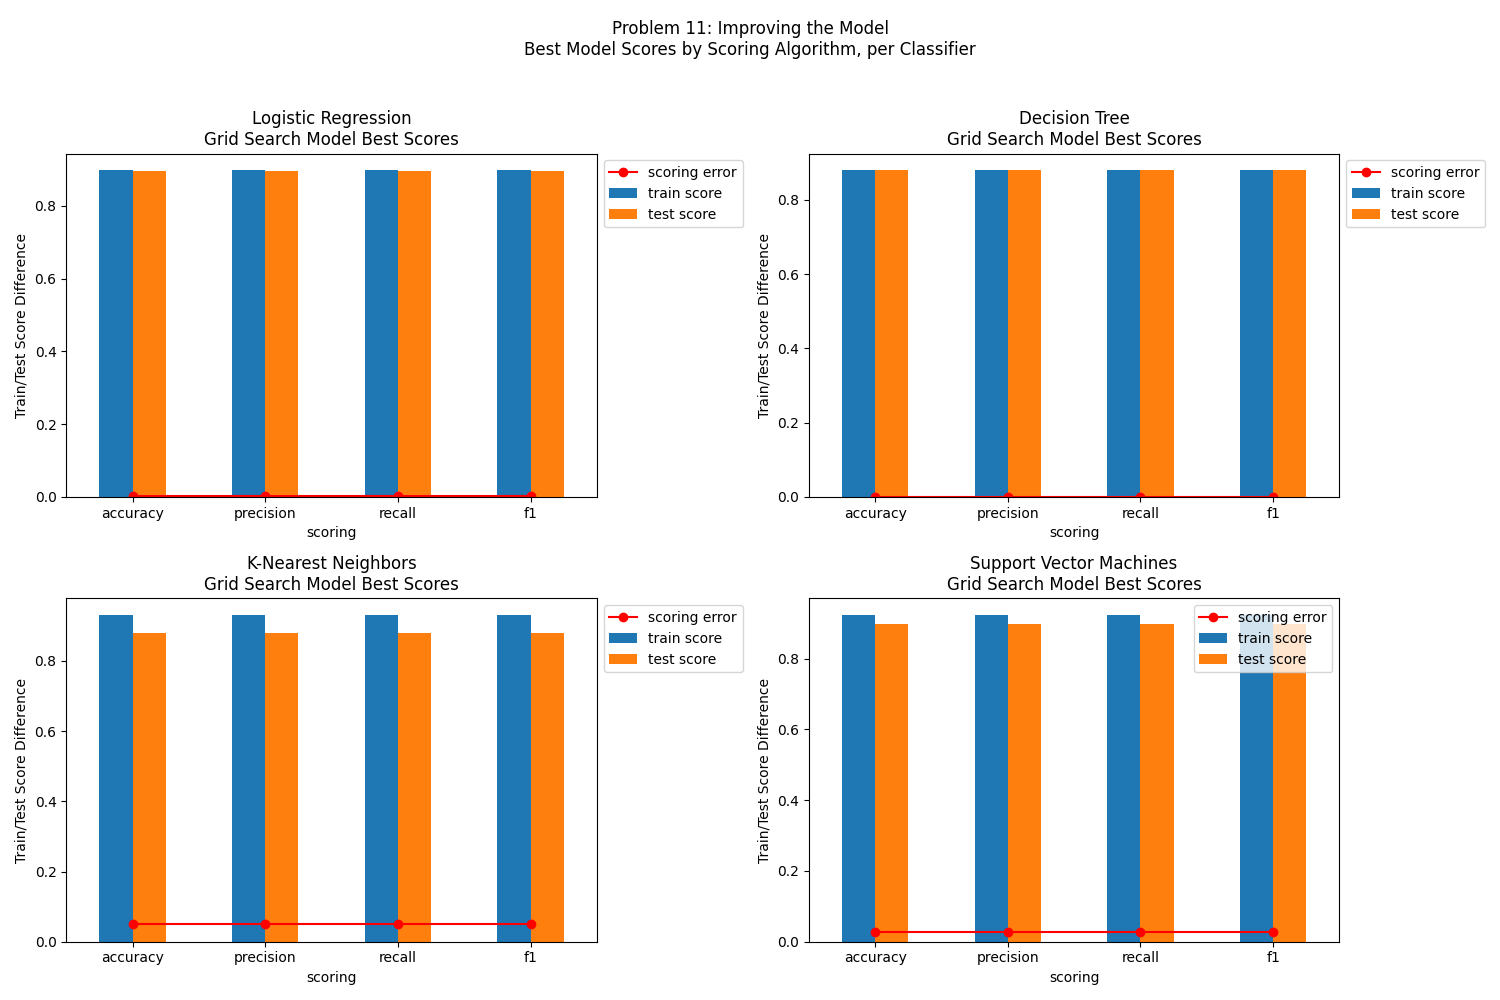 Problem 11: Improving the Model
Best Model Scores by Scoring Algorithm, per Classifier
Logistic Regression
Grid Search Model Best Scores
Train/Test Score Difference
0.8
0.6
0.4
0.2
0.0
accuracy precision recall f1
scoring
scoring error
train score
test score
Decision Tree
Grid Search Model Best Scores
Train/Test Score Difference
0.8
0.6
0.4
0.2
0.0
accuracy precision recall f1
scoring
scoring error
train score
test score
K-Nearest Neighbors
Grid Search Model Best Scores
Train/Test Score Difference
0.8
0.6
0.4
0.2
0.0
accuracy precision recall f1
scoring
scoring error
train score
test score
Support Vector Machines
Grid Search Model Best Scores
Train/Test Score Difference
0.8
0.6
0.4
0.2
0.0
accuracy precision recall f1
scoring
scoring error
train score
test score